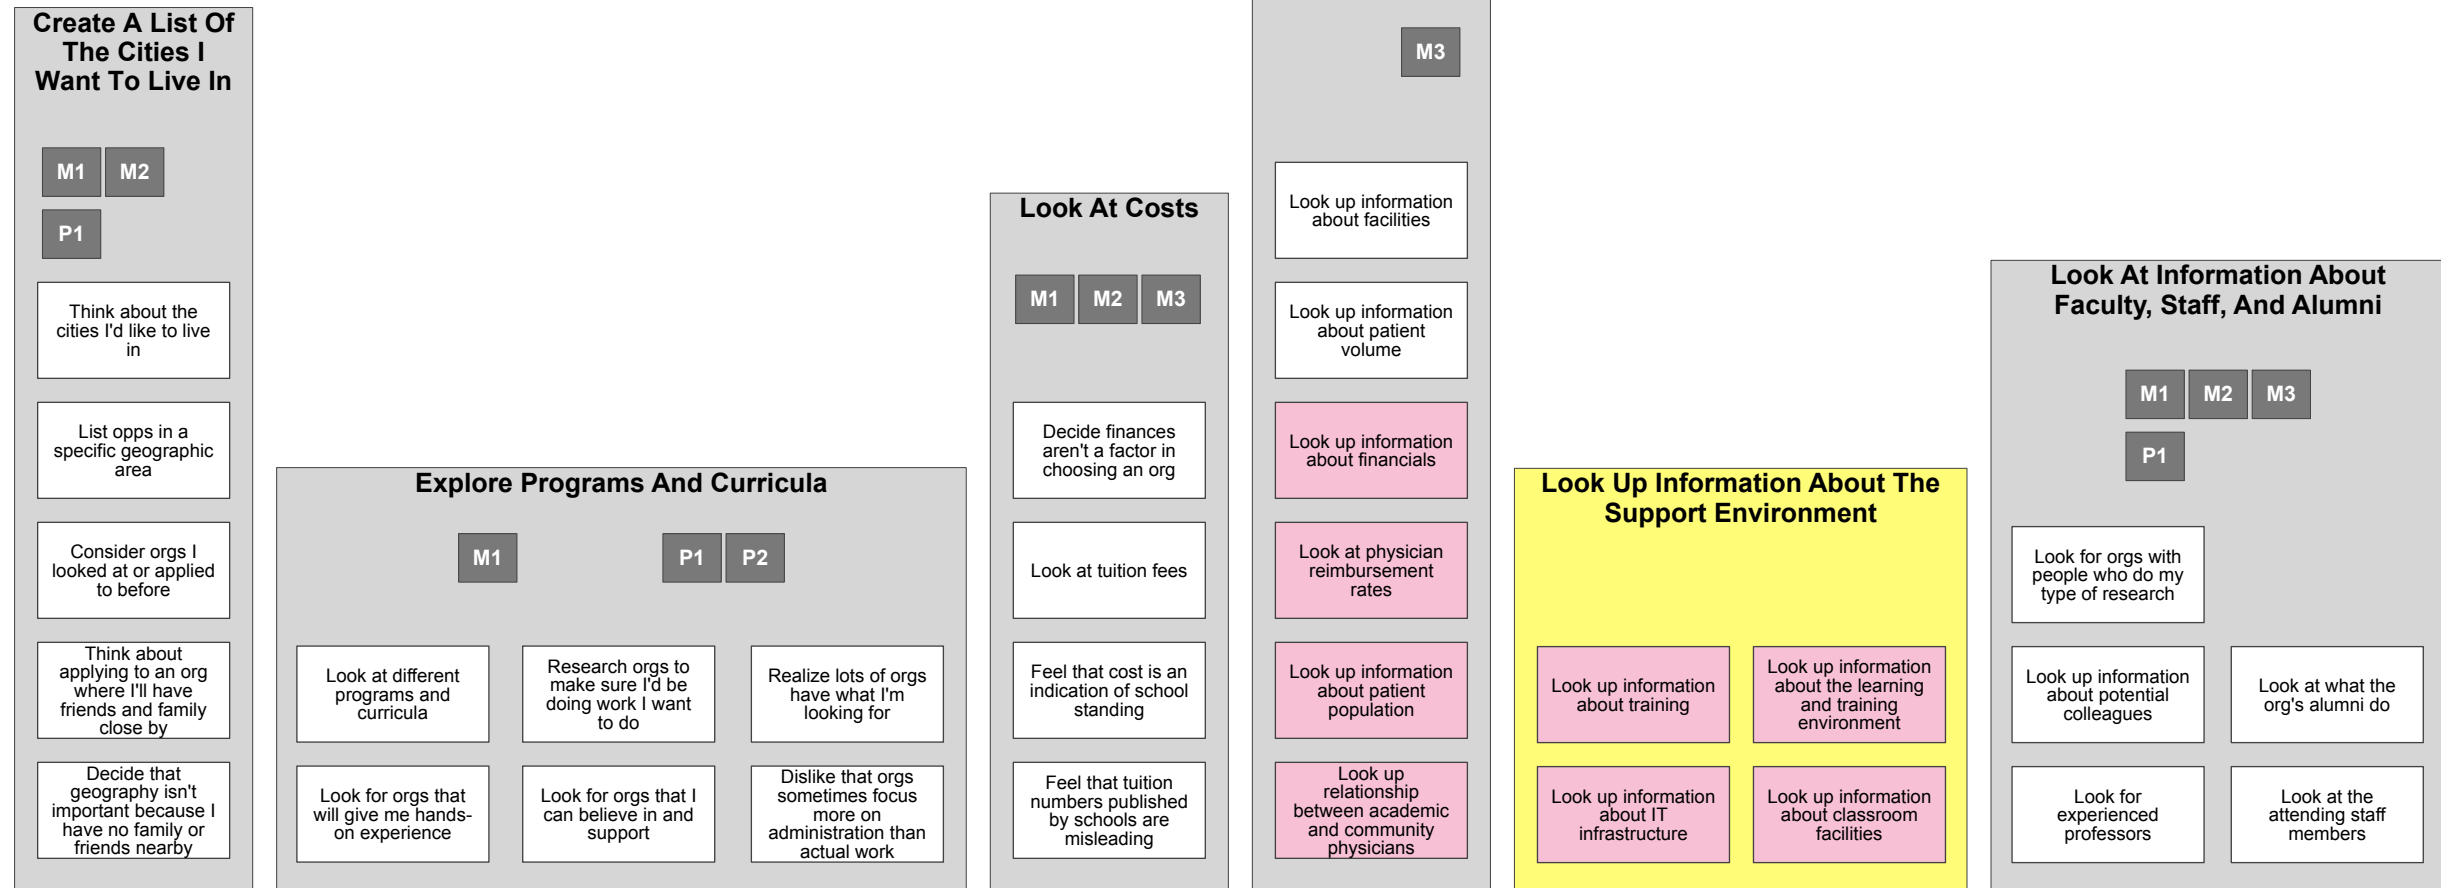 Create A List Of
The Cities I
Want To Live In
M1 M2
P1
Think about the
cities I'd like to live
in
List opps in a
specific geographic
area
Consider orgs I
looked at or applied
to before
Think about
applying to an org
where I'll have
friends and family
close by
Decide that
geography isn't
important because I
have no family or
friends nearby
Explore Programs And Curricula
M1 P1 P2
Look at different
programs and
curricula
Research orgs to
make sure I'd be
doing work I want
to do
Realize lots of orgs
have what I'm
looking for
Look for orgs that
will give me hands-
on experience
Look for orgs that I
can believe in and
support
Dislike that orgs
sometimes focus
more on
administration than
actual work
Look At Costs
M1 M2 M3
Decide finances
aren't a factor in
choosing an org
Look at tuition fees
Feel that cost is an
indication of school
standing
Feel that tuition
numbers published
by schools are
misleading
M3
Look up information
about facilities
Look up information
about patient
volume
Look up information
about financials
Look at physician
reimbursement
rates
Look up information
about patient
population
Look up
relationship
between academic
and community
physicians
Look Up Information About The
Support Environment
Look up information
about training
Look up information
about the learning
and training
environment
Look up information
about IT
infrastructure
Look up information
about classroom
facilities
Look At Information About
Faculty, Staff, And Alumni
M1 M2 M3
P1
Look for orgs with
people who do my
type of research
Look up information
about potential
colleagues
Look at what the
org's alumni do
Look for
experienced
professors
Look at the
attending staff
members